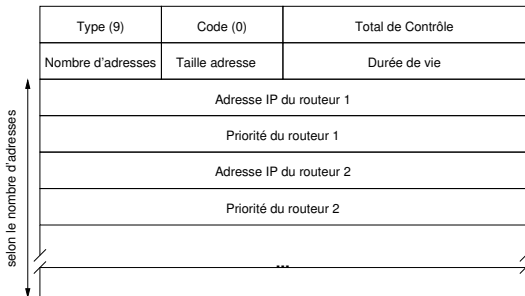 Type (9) Code (0) Total de Contrôle
Nombre d'adresses Taille adresse Durée de vie
Adresse IP du routeur 1
Priorité du routeur 1
Adresse IP du routeur 2
Priorité du routeur 2
...
selon le nombre d'adresses